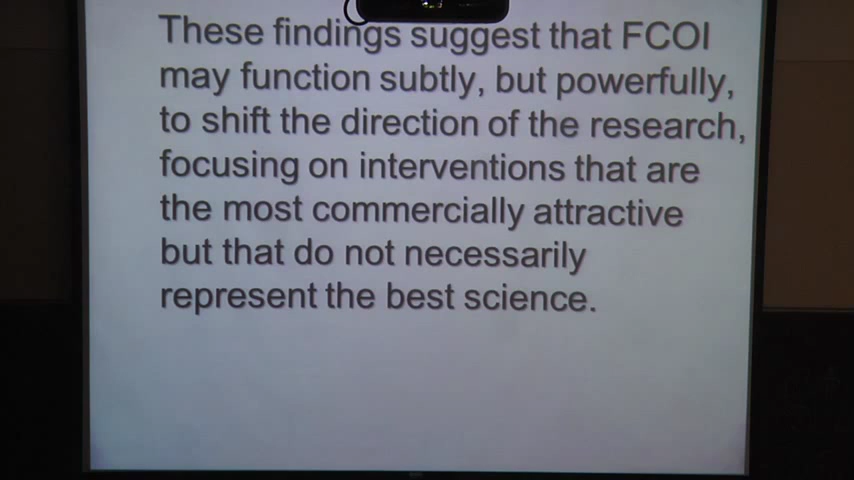 These findings suggest that FCOI
may function subtly, but powerfully,
to shift the direction of the research,
focusing on interventions that are
the most commercially attractive
but that do not necessarily
represent the best science.